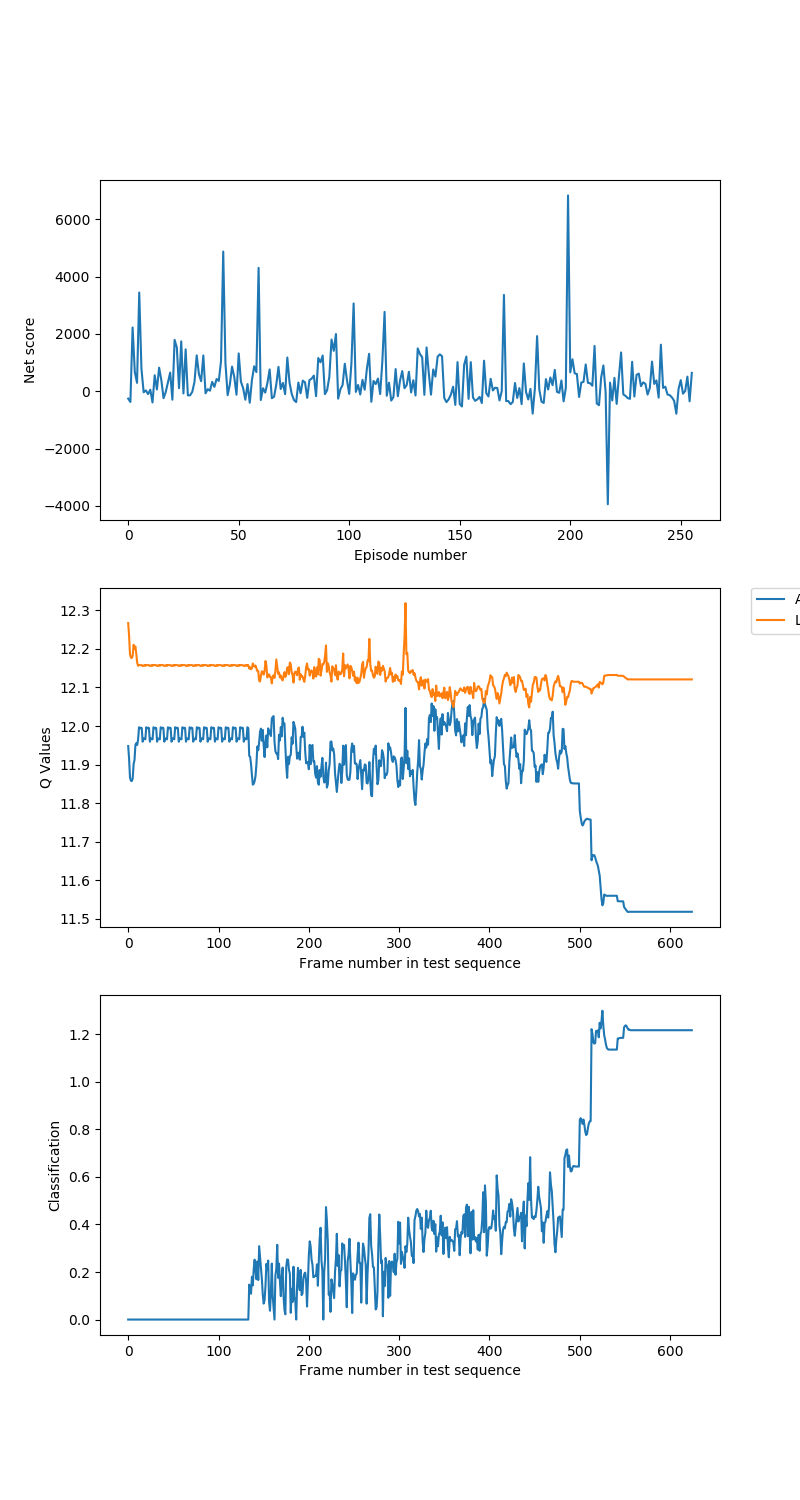 6000
4000
2000
0
−2000
−4000
Net score
0 50 100 150 200 250
Episode number
12.3
12.2
12.1
12.0
11.9
11.8
11.7
11.6
11.5
Q Values
0 100 200 300 400 500 600
Frame number in test sequence
L
1.2
1.0
0.8
0.6
0.4
0.2
0.0
Classification
0 100 200 300 400 500 600
Frame number in test sequence